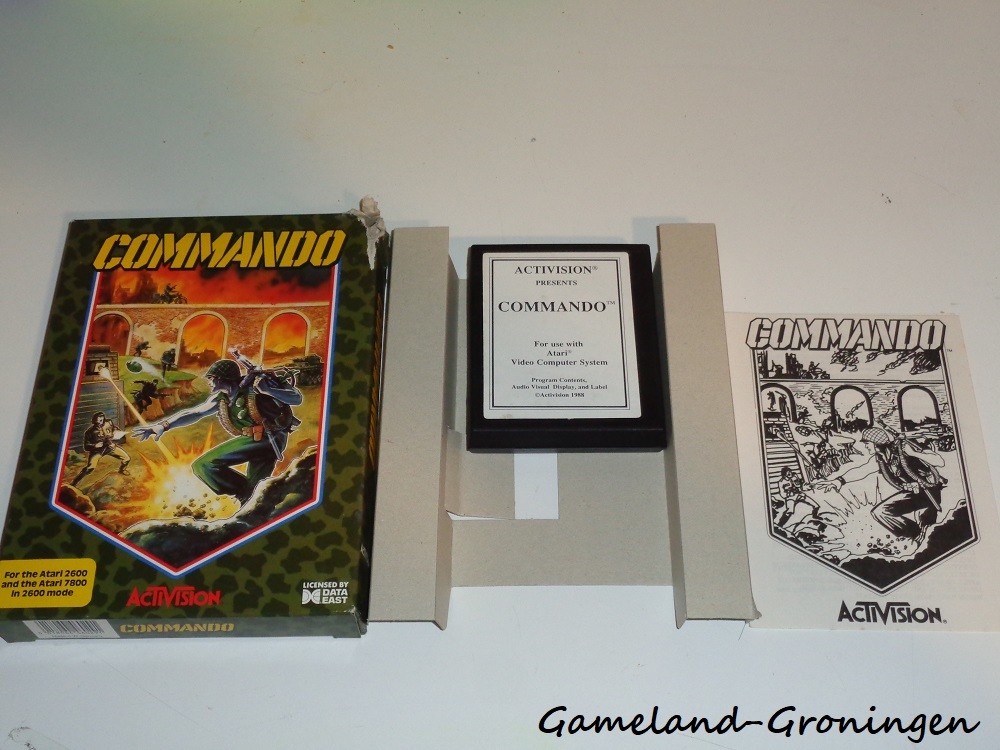 COMMANDO
For the Atari 2600
and the Atari 7800
in 2600 mode
ACTIVISION
LICENSED BY
DATA
EAST
COMMANDO
ACTIVISION®
PRESENTS
COMMANDO™
For use with
Atari®
Video Computer System
Program Contents,
Audio Visual Display, and Label
©Activision 1988
COMMANDO™
ACTIVISION®
Gameland-Groningen